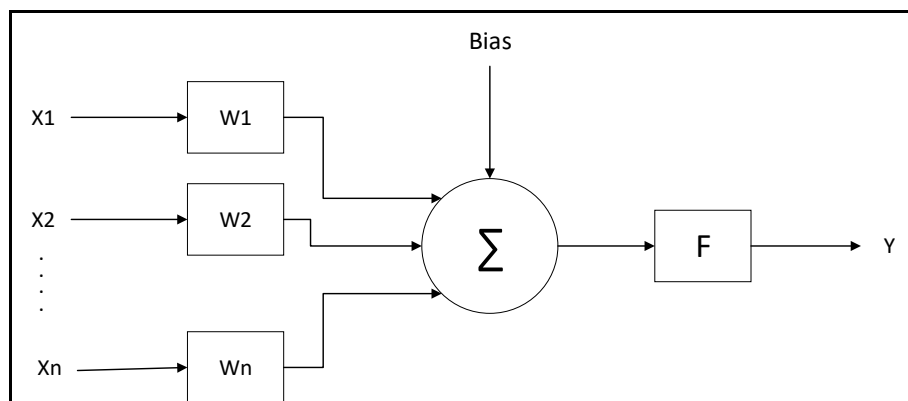 Bias
X1
W1
X2
W2
∑
F
Y
.
.
.
.
Xn
Wn